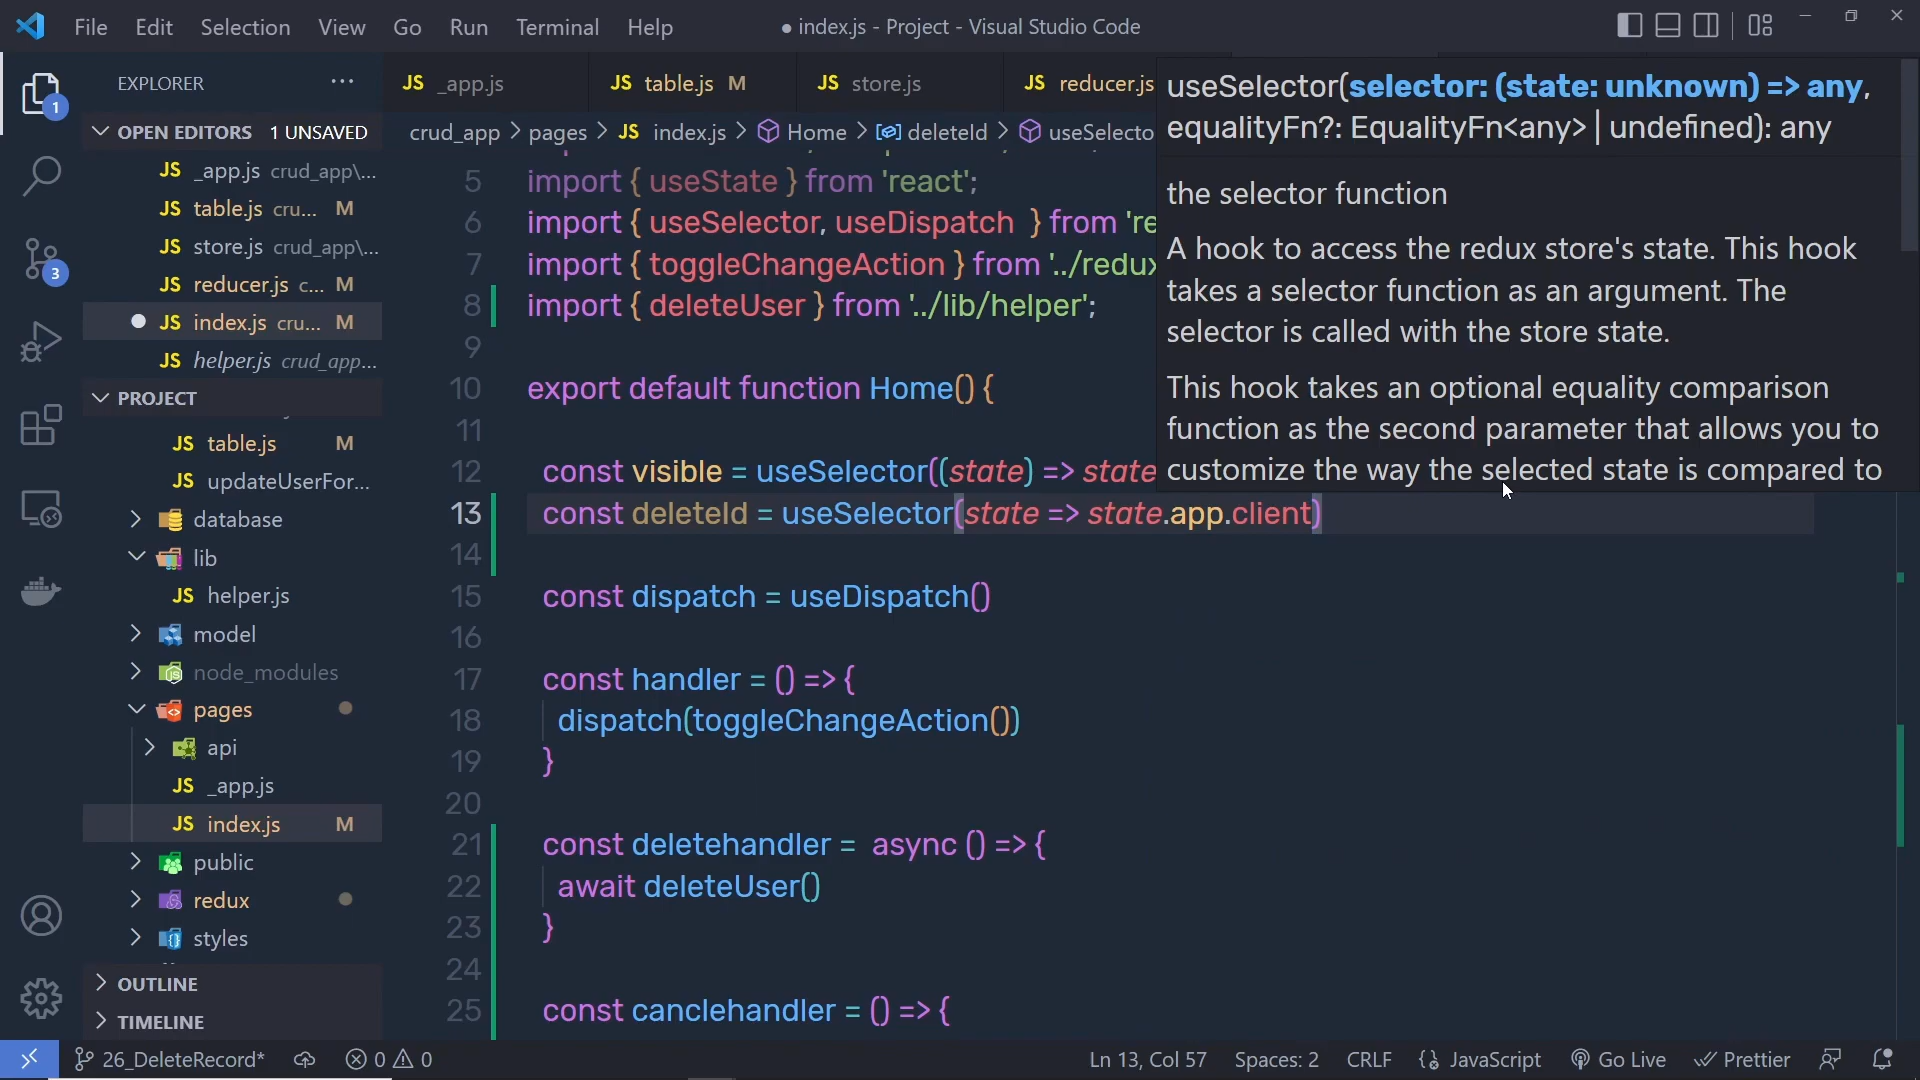 File Edit Selection View Go Run Terminal Help ● index.js - Project - Visual Studio Code
EXPLORER ···
OPEN EDITORS 1 UNSAVED
JS _app.js crud_app\...
JS table.js cru... M
JS store.js crud_app\...
JS reducer.js c... M
JS index.js cru... M
JS helper.js crud_app...
PROJECT
JS table.js M
JS updateUserFor...
database
lib
JS helper.js
model
node_modules
pages
api
JS _app.js
JS index.js M
public
redux
styles
OUTLINE
TIMELINE
1
3
JS _app.js JS table.js M JS store.js JS reducer.js
crud_app > pages > JS index.js > Home > deleteId > useSelecto
5 import { useState } from 'react';
6 import { useSelector, useDispatch } from 're
7 import { toggleChangeAction } from '../redux
8 import { deleteUser } from '../lib/helper';
9
10 export default function Home() {
11
12 const visible = useSelector((state) => state
13 const deleteId = useSelector(state => state.app.client)
14
15 const dispatch = useDispatch()
16
17 const handler = () => {
18 dispatch(toggleChangeAction())
19 }
20
21 const deletehandler = async () => {
22 await deleteUser()
23 }
24
25 const canclehandler = () => {
useSelector(selector: (state: unknown) => any,
equalityFn?: EqualityFn<any> | undefined): any
the selector function
A hook to access the redux store's state. This hook
takes a selector function as an argument. The
selector is called with the store state.
This hook takes an optional equality comparison
function as the second parameter that allows you to
customize the way the selected state is compared to
26_DeleteRecord* 0 0 Ln 13, Col 57 Spaces: 2 CRLF {} JavaScript Go Live Prettier